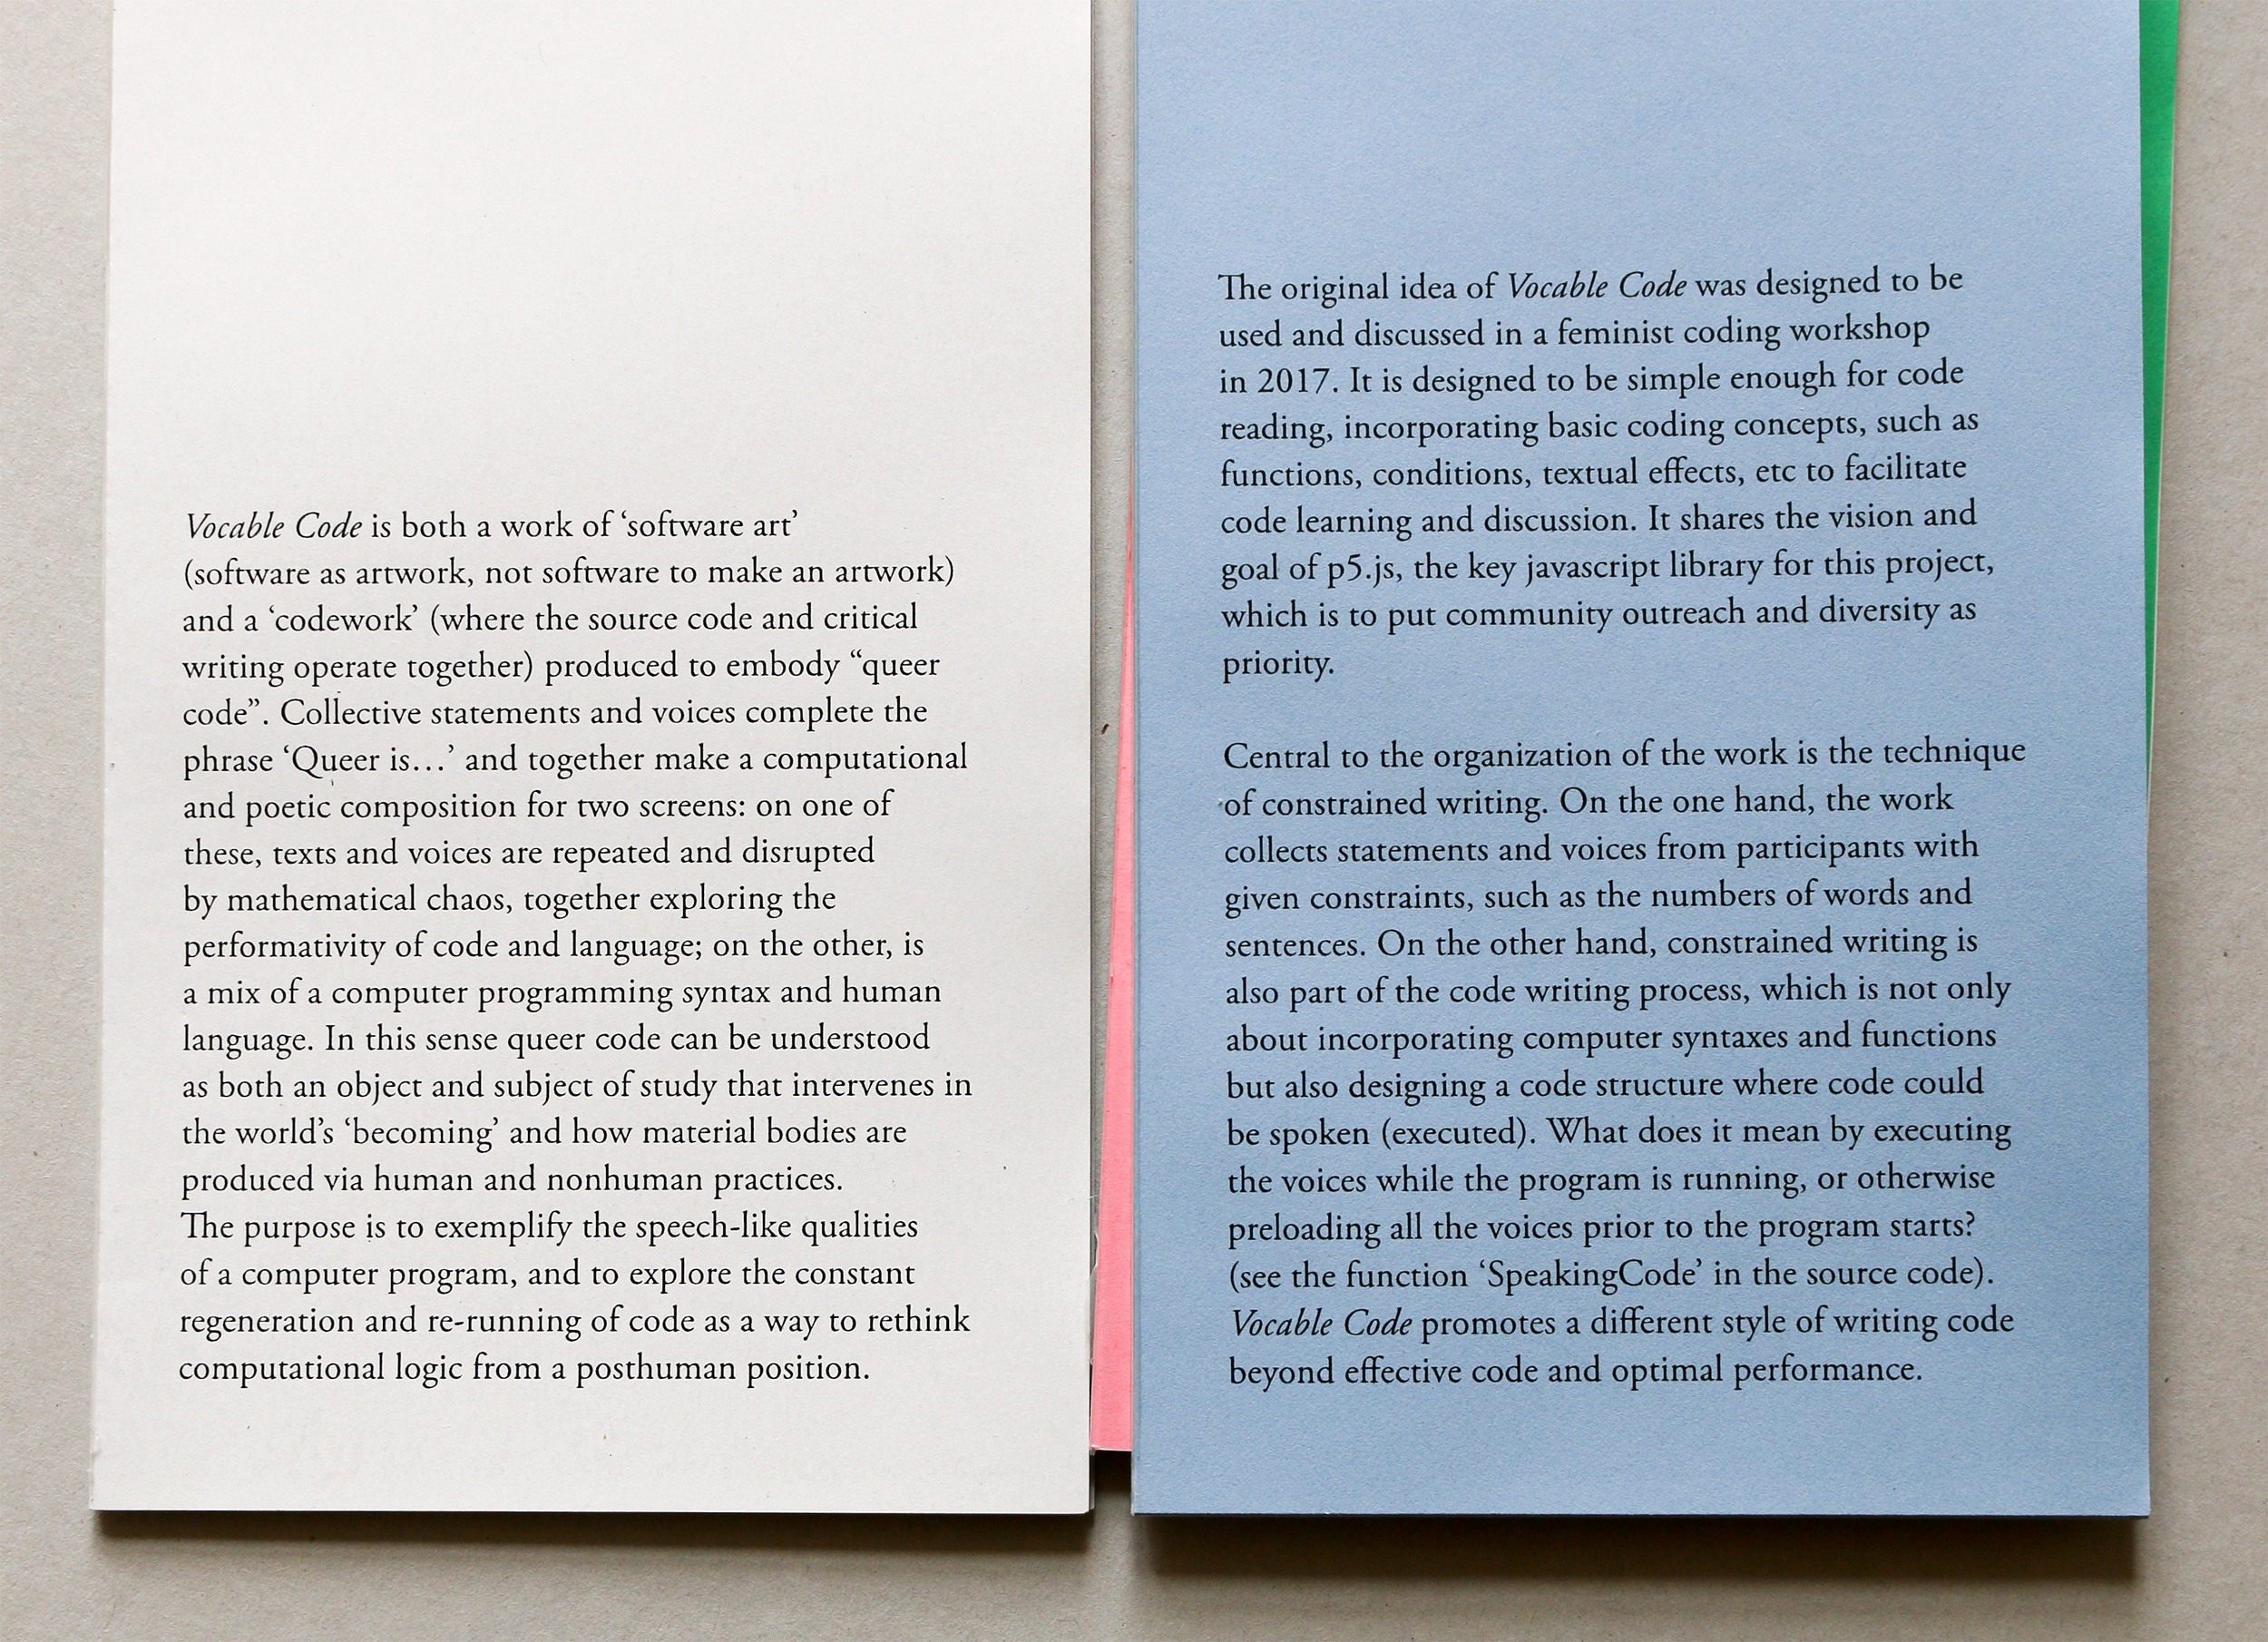 Vocable Code is both a work of ‘software art’
(software as artwork, not software to make an artwork)
and a ‘codework’ (where the source code and critical
writing operate together) produced to embody “queer
code”. Collective statements and voices complete the
phrase ‘Queer is…’ and together make a computational
and poetic composition for two screens: on one of
these, texts and voices are repeated and disrupted
by mathematical chaos, together exploring the
performativity of code and language; on the other, is
a mix of a computer programming syntax and human
language. In this sense queer code can be understood
as both an object and subject of study that intervenes in
the world’s ‘becoming’ and how material bodies are
produced via human and nonhuman practices.
The purpose is to exemplify the speech-like qualities
of a computer program, and to explore the constant
regeneration and re-running of code as a way to rethink
computational logic from a posthuman position.
The original idea of Vocable Code was designed to be
used and discussed in a feminist coding workshop
in 2017. It is designed to be simple enough for code
reading, incorporating basic coding concepts, such as
functions, conditions, textual effects, etc to facilitate
code learning and discussion. It shares the vision and
goal of p5.js, the key javascript library for this project,
which is to put community outreach and diversity as
priority.
Central to the organization of the work is the technique
of constrained writing. On the one hand, the work
collects statements and voices from participants with
given constraints, such as the numbers of words and
sentences. On the other hand, constrained writing is
also part of the code writing process, which is not only
about incorporating computer syntaxes and functions
but also designing a code structure where code could
be spoken (executed). What does it mean by executing
the voices while the program is running, or otherwise
preloading all the voices prior to the program starts?
(see the function ‘SpeakingCode’ in the source code).
Vocable Code promotes a different style of writing code
beyond effective code and optimal performance.